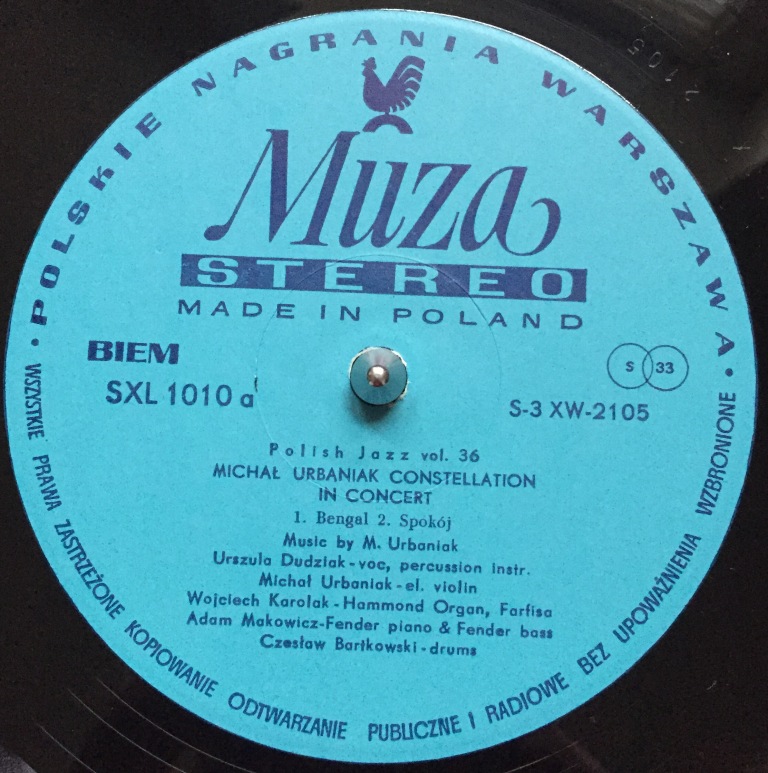 POLSKIE NAGRANIA WARSZAWA
Muza
STEREO
MADE IN POLAND
BIEM
S 33
SXL 1010 a
S-3 XW-2105
Polish Jazz vol. 36
MICHAŁ URBANIAK CONSTELLATION
IN CONCERT
1. Bengal 2. Spokój
Music by M. Urbaniak
Urszula Dudziak - voc, percussion instr.
Michał Urbaniak - el. violin
Wojciech Karolak - Hammond Organ, Farfisa
Adam Makowicz-Fender piano & Fender bass
Czesław Bartkowski - drums
• WSZYSTKIE PRAWA ZASTRZEŻONE KOPIOWANIE ODTWARZANIE PUBLICZNE I RADIOWE BEZ UPOWAŻNIENIA WZBRONIONE •
2105